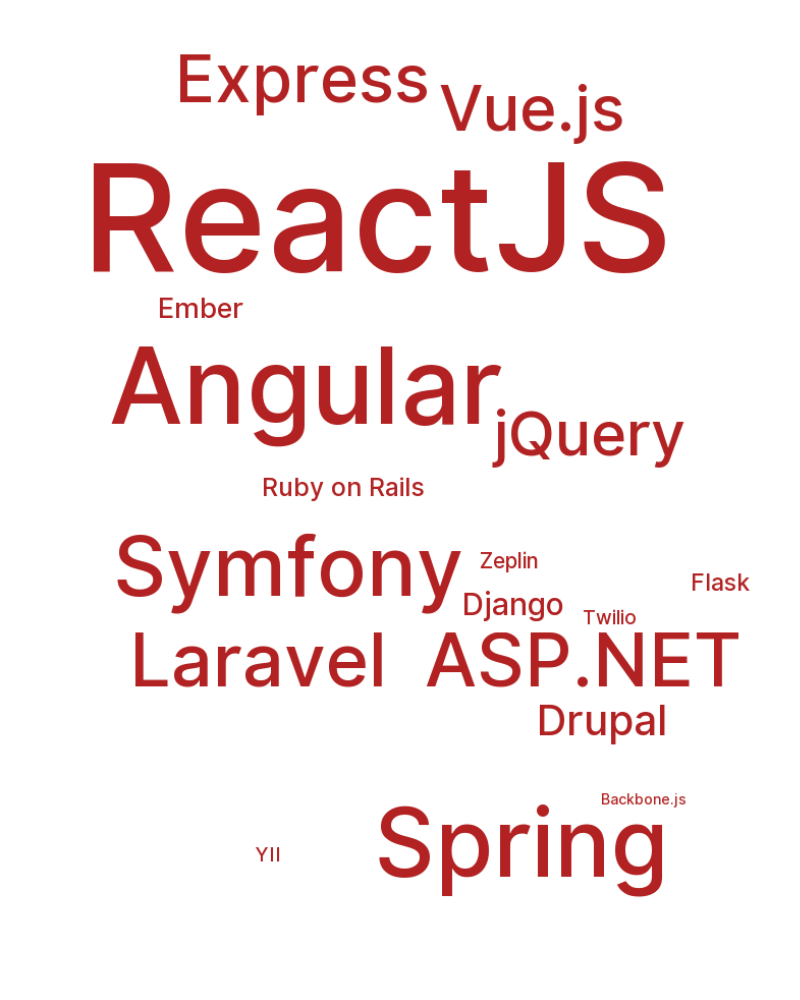 Express
Vue.js
ReactJS
Ember
Angular
jQuery
Ruby on Rails
Symfony
Zeplin
Flask
Django
Twilio
Laravel
ASP.NET
Drupal
Backbone.js
Spring
YII